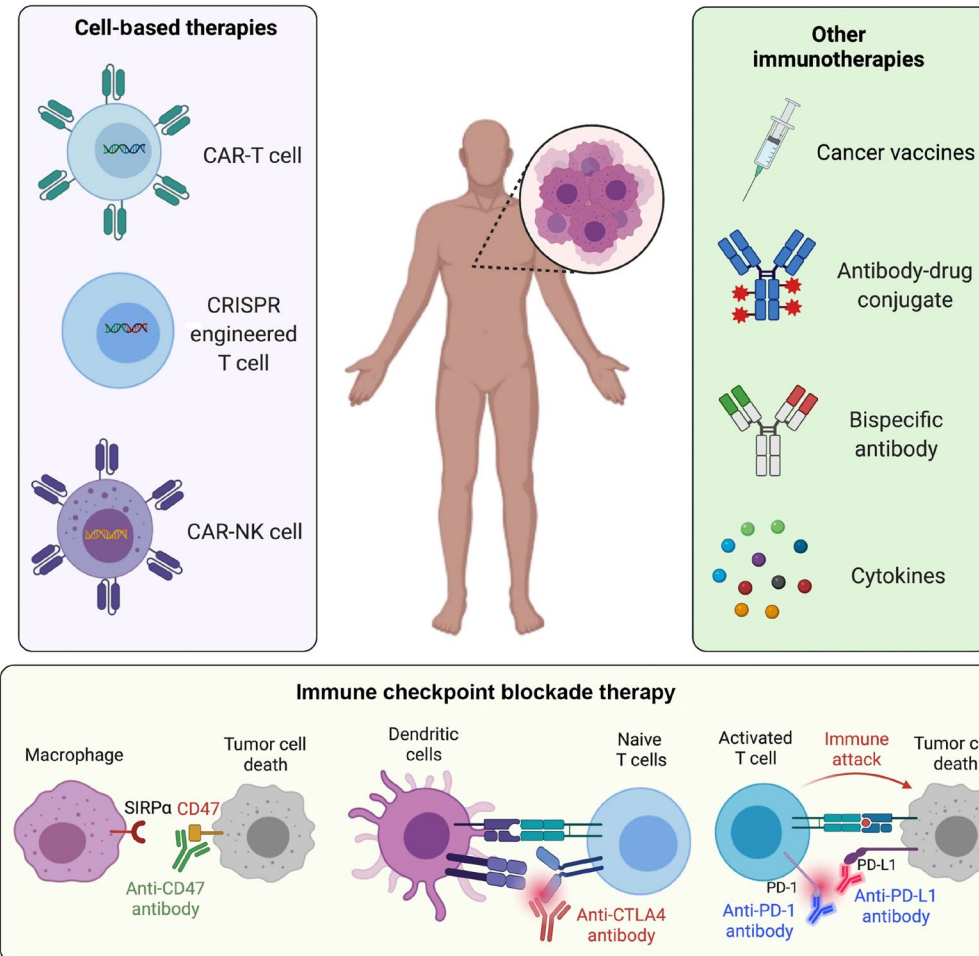 Cell-based therapies
CAR-T cell
CRISPR
engineered
T cell
CAR-NK cell
Other
immunotherapies
Cancer vaccines
Antibody-drug
conjugate
Bispecific
antibody
Cytokines
Immune checkpoint blockade therapy
Macrophage
Tumor cell
death
SIRPα CD47
Anti-CD47
antibody
Dendritic
cells
Naive
T cells
Anti-CTLA4
antibody
Activated
T cell
Immune
attack
Tumor c
death
PD-1
PD-L1
Anti-PD-1
antibody
Anti-PD-L1
antibody